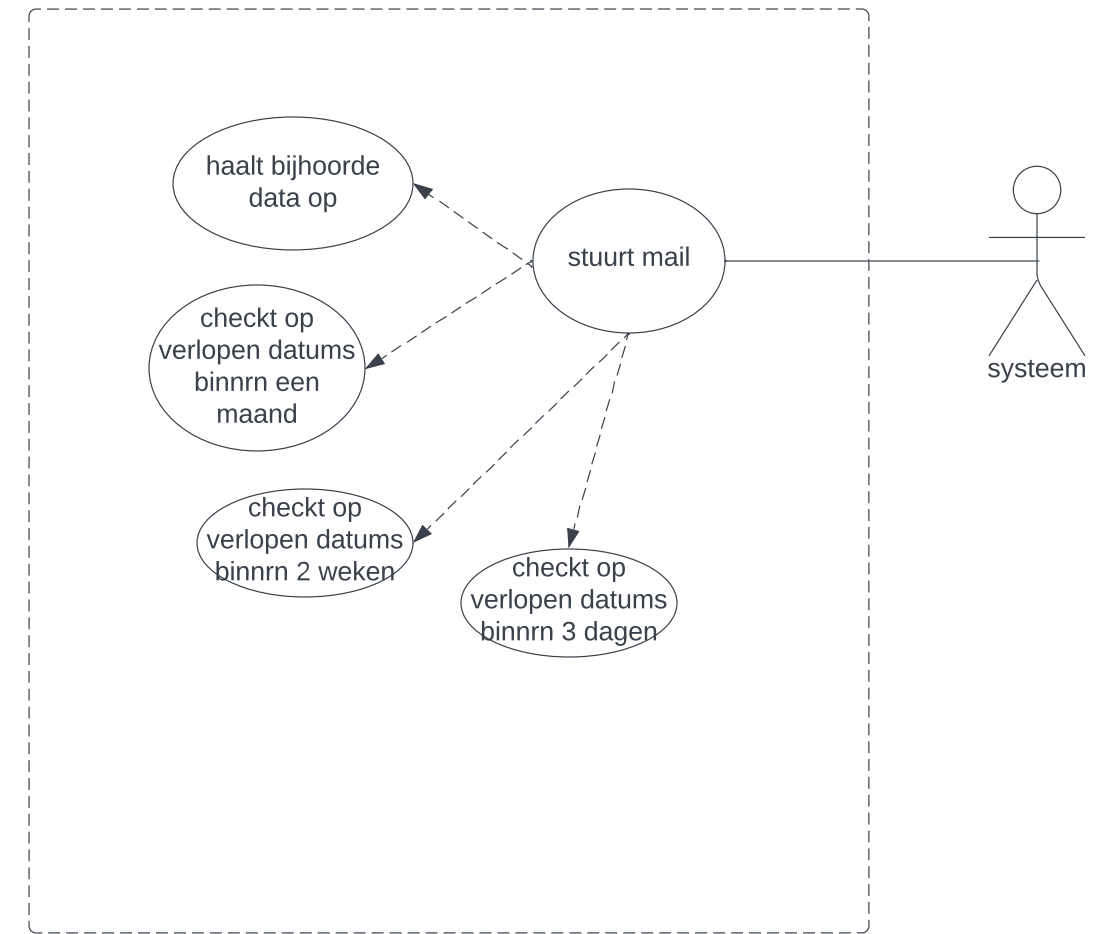 haalt bijhoorde
data op
stuurt mail
checkt op
verlopen datums
binnrn een
maand
systeem
checkt op
verlopen datums
binnrn 2 weken
checkt op
verlopen datums
binnrn 3 dagen